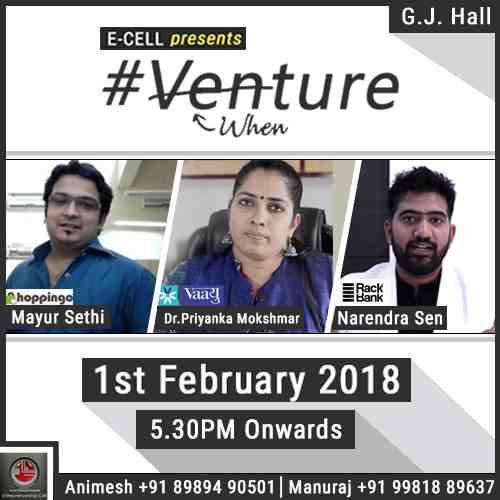 G.J. Hall
E-CELL presents
#Venture
When
hoppingo
Mayur Sethi
Vaayu
Dr.Priyanka Mokshmar
Rack
Bank
Narendra Sen
1st February 2018
5.30PM Onwards
Animesh +91 89894 90501| Manuraj +91 99818 89637